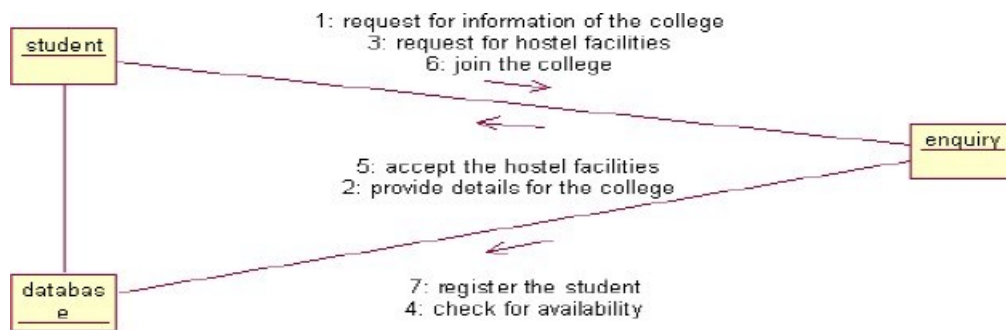 1: request for information of the college
3: request for hostel facilities
6: join the college
student
enquiry
5: accept the hostel facilities
2: provide details for the college
databas
e
7: register the student
4: check for availability